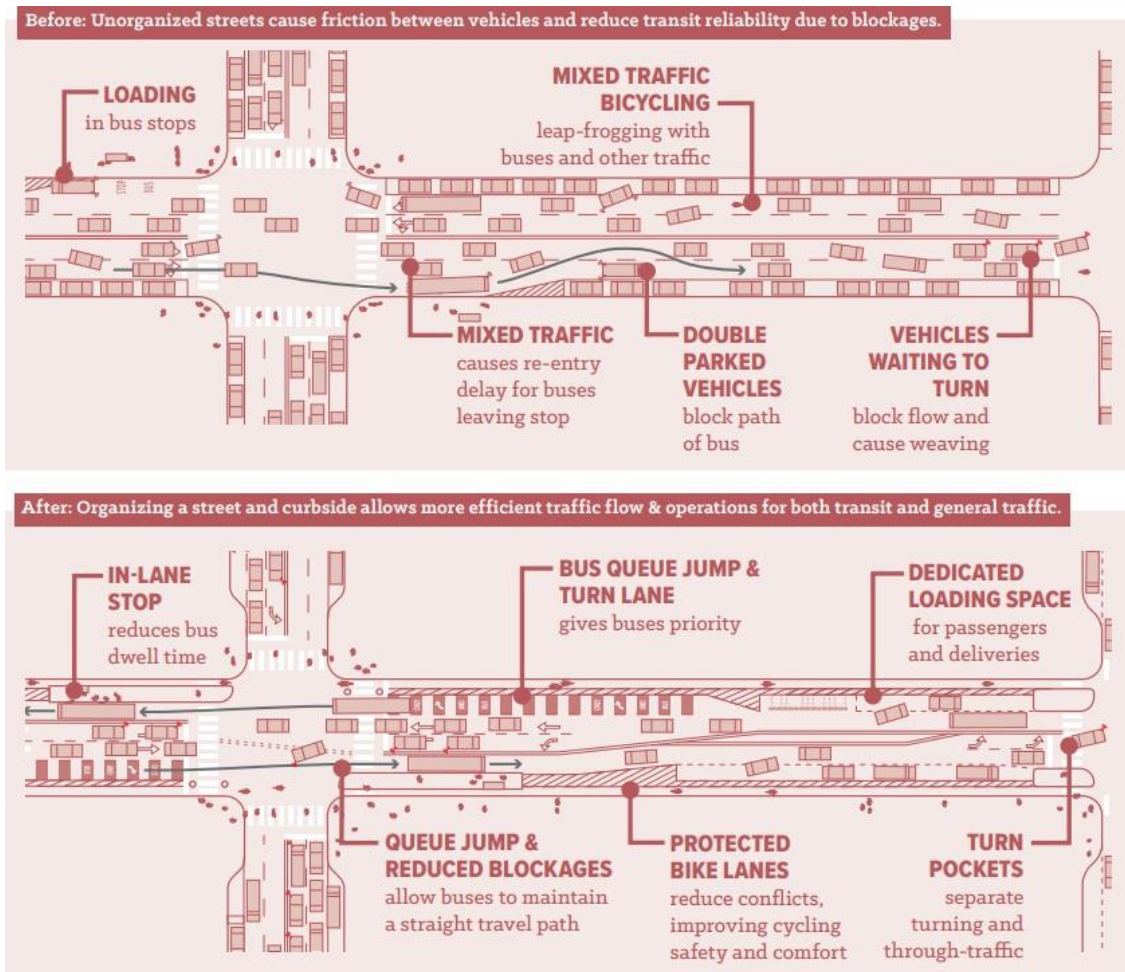 Before: Unorganized streets cause friction between vehicles and reduce transit reliability due to blockages.
LOADING
in bus stops
MIXED TRAFFIC
BICYCLING
leap-frogging with
buses and other traffic
STOP
BUS
MIXED TRAFFIC
causes re-entry
delay for buses
leaving stop
DOUBLE
PARKED
VEHICLES
block path
of bus
VEHICLES
WAITING TO
TURN
block flow and
cause weaving
After: Organizing a street and curbside allows more efficient traffic flow & operations for both transit and general traffic.
IN-LANE
STOP
reduces bus
dwell time
BUS QUEUE JUMP &
TURN LANE
gives buses priority
DEDICATED
LOADING SPACE
for passengers
and deliveries
QUEUE JUMP &
REDUCED BLOCKAGES
allow buses to maintain
a straight travel path
PROTECTED
BIKE LANES
reduce conflicts,
improving cycling
safety and comfort
TURN
POCKETS
separate
turning and
through-traffic